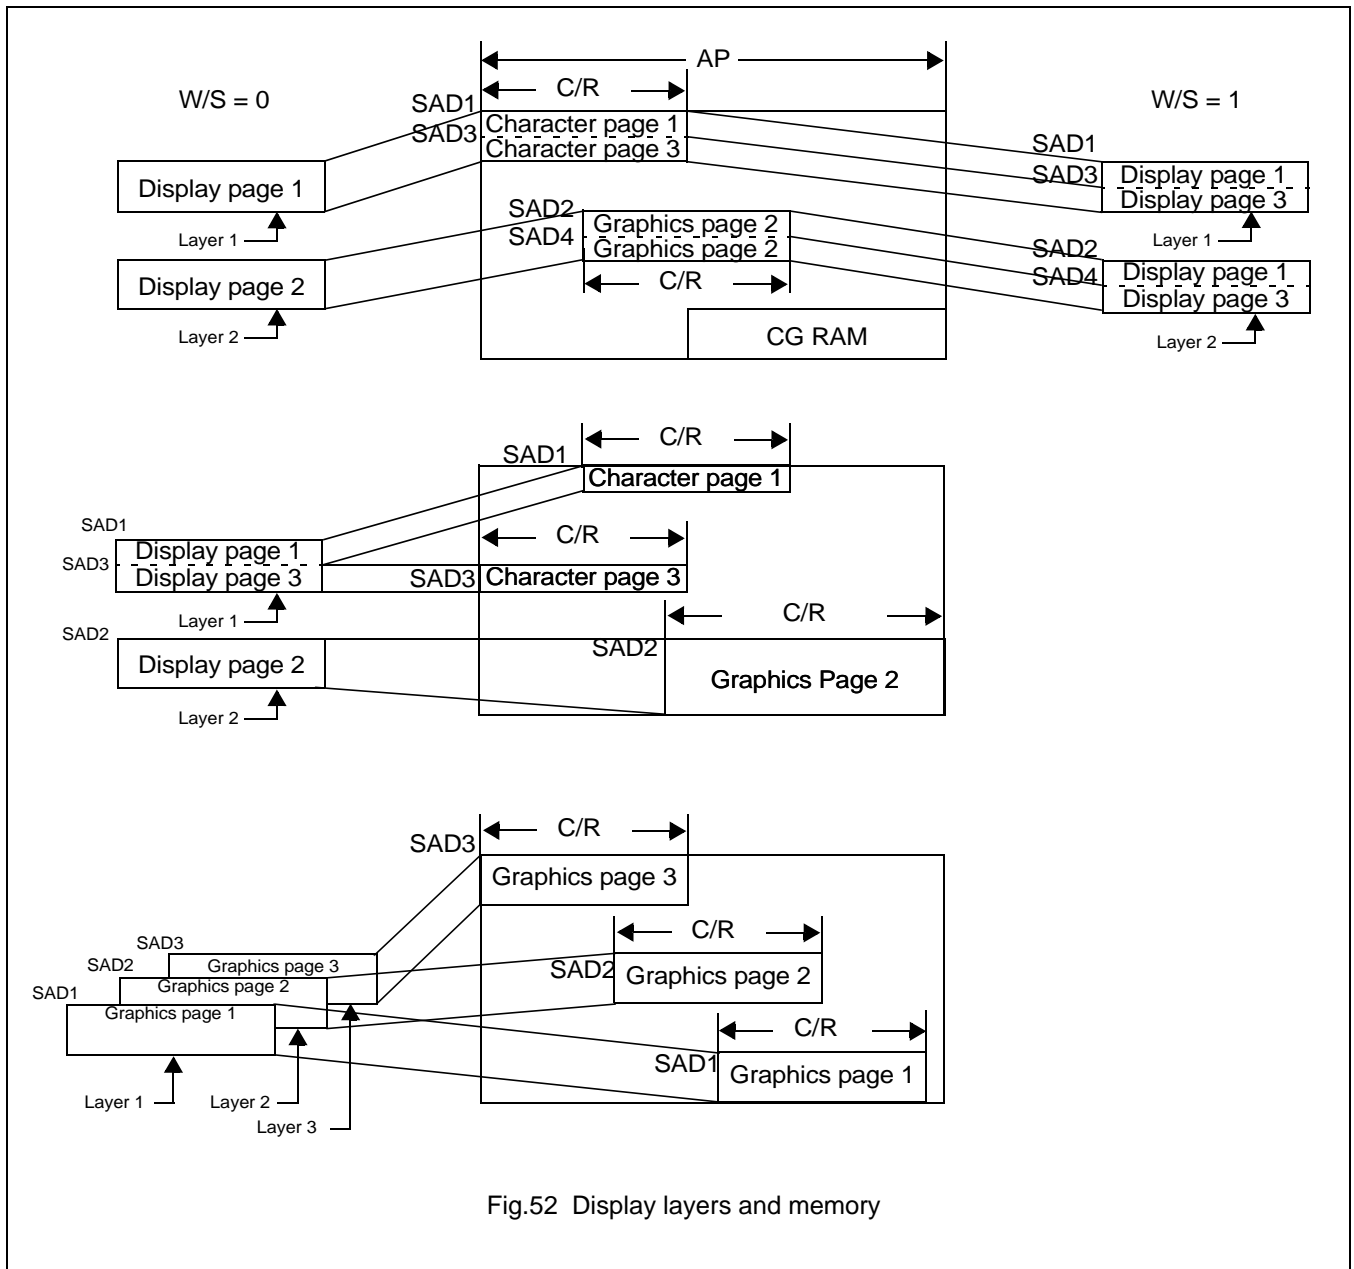 AP
W/S = 0
C/R
W/S = 1
SAD1
Character page 1
SAD3
Character page 3
SAD1
SAD3
Display page 1
Display page 3
Display page 1
Layer 1
Layer 1
SAD2
Graphics page 2
SAD4
Graphics page 2
C/R
SAD2
SAD4
Display page 1
Display page 3
Display page 2
Layer 2
Layer 2
CG RAM
C/R
SAD1
Character page 1
SAD1
Display page 1
SAD3
Display page 3
C/R
SAD3
Character page 3
Layer 1
C/R
SAD2
Display page 2
SAD2
Graphics Page 2
Layer 2
C/R
SAD3
Graphics page 3
C/R
SAD3
Graphics page 3
SAD2
Graphics page 2
SAD2
Graphics page 2
SAD1
Graphics page 1
C/R
SAD1
Graphics page 1
Layer 1
Layer 2
Layer 3
Fig.52 Display layers and memory